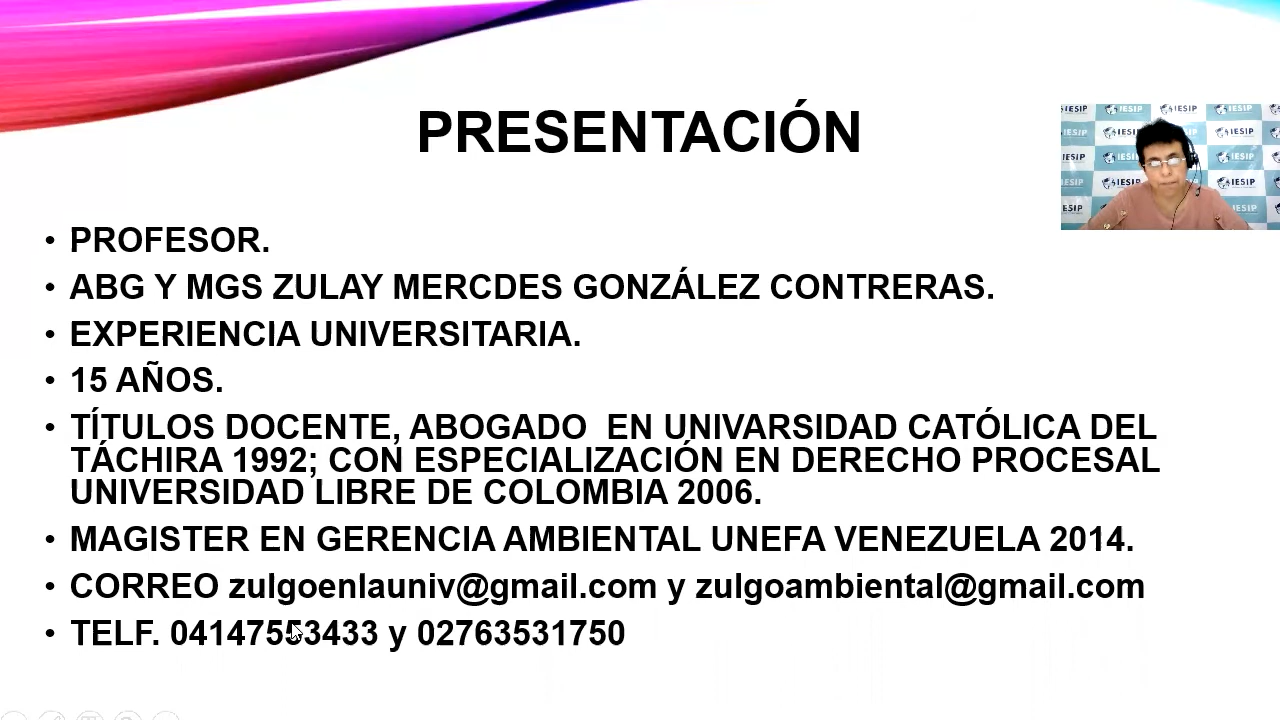 PRESENTACIÓN
IESIP
• PROFESOR.
• ABG Y MGS ZULAY MERCDES GONZÁLEZ CONTRERAS.
• EXPERIENCIA UNIVERSITARIA.
• 15 AÑOS.
• TÍTULOS DOCENTE, ABOGADO EN UNIVARSIDAD CATÓLICA DEL
TÁCHIRA 1992; CON ESPECIALIZACIÓN EN DERECHO PROCESAL
UNIVERSIDAD LIBRE DE COLOMBIA 2006.
• MAGISTER EN GERENCIA AMBIENTAL UNEFA VENEZUELA 2014.
• CORREO zulgoenlauniv@gmail.com y zulgoambiental@gmail.com
• TELF. 04147553433 y 02763531750